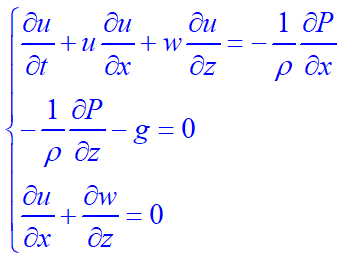 ∂u/∂t + u ∂u/∂x + w ∂u/∂z = − 1/ρ ∂P/∂x
− 1/ρ ∂P/∂z − g = 0
∂u/∂x + ∂w/∂z = 0